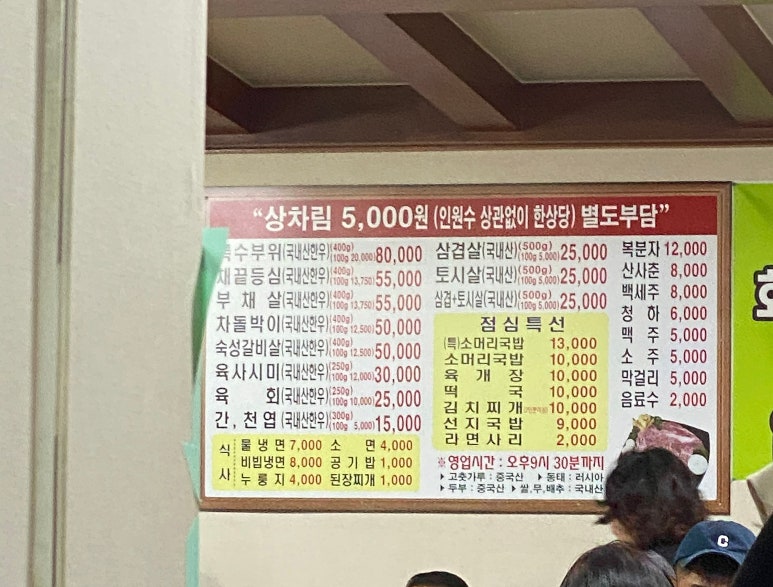 “상차림 5,000원 (인원수 상관없이 한상당) 별도부담”
특수부위(국내산한우)(400g)(100g 20,000)80,000
채끝등심(국내산한우)(400g)(100g 13,750)55,000
부채살(국내산한우)(400g)(100g 13,750)55,000
차돌박이(국내산한우)(400g)(100g 12,500)50,000
숙성갈비살(국내산한우)(400g)(100g 12,500)50,000
육사시미(국내산한우)(250g)(100g 12,000)30,000
육회(국내산한우)(250g)(100g 10,000)25,000
간,천엽(국내산한우)(300g)(100g 5,000)15,000
식사
물냉면 7,000 소면 4,000
비빔냉면 8,000 공기밥 1,000
누룽지 4,000 된장찌개 1,000
삼겹살(국내산)(500g)(100g 5,000)25,000
토시살(국내산)(500g)(100g 5,000)25,000
삼겹+토시살(국내산)(500g)(100g 5,000)25,000
점심특선
(특)소머리국밥 13,000
소머리국밥 10,000
육개장 10,000
떡국 10,000
김치찌개 10,000
선지국밥 9,000
라면사리 2,000
※영업시간 : 오후9시 30분까지
▶고춧가루 : 중국산 ▶동태 : 러시아
▶두부 : 중국산 ▶쌀,무,배추 : 국내산
복분자 12,000
산사춘 8,000
백세주 8,000
청하 6,000
맥주 5,000
소주 5,000
막걸리 5,000
음료수 2,000
C